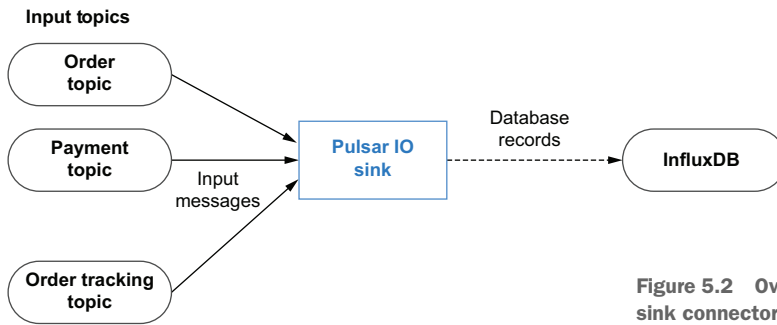 Input topics
Order
topic
Payment
topic
Input
messages
Order tracking
topic
Pulsar IO
sink
Database
records
InfluxDB
Figure 5.2
sink connector